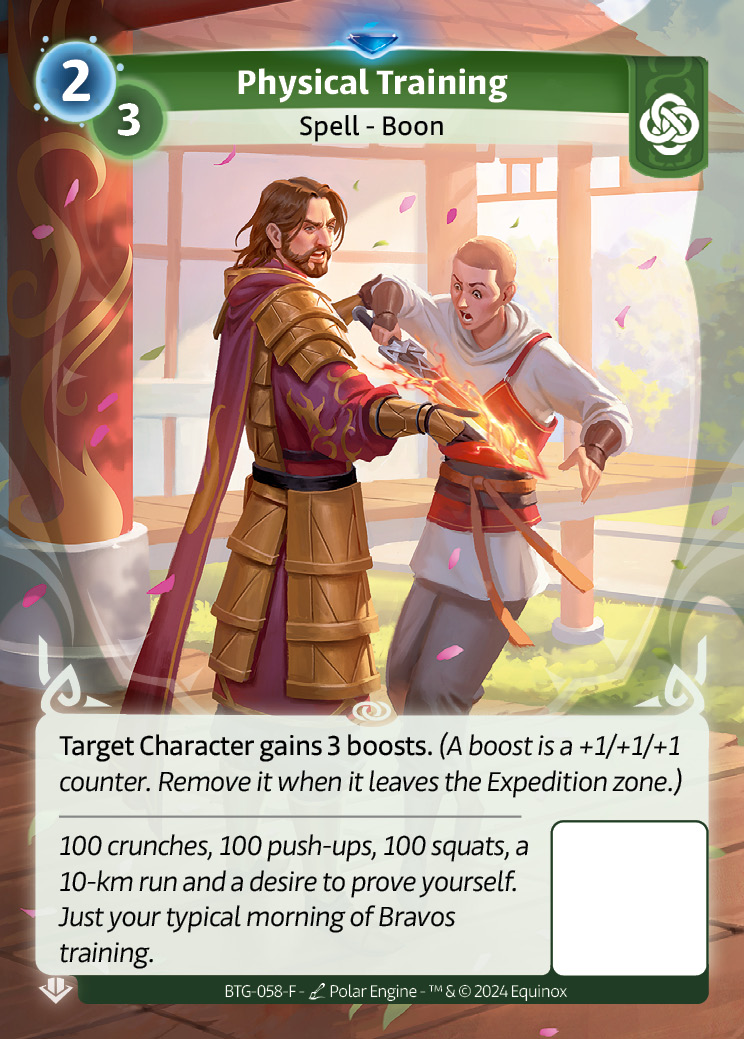 2
Physical Training
3
Spell - Boon
Target Character gains 3 boosts. (A boost is a +1/+1/+1
counter. Remove it when it leaves the Expedition zone.)
100 crunches, 100 push-ups, 100 squats, a
10-km run and a desire to prove yourself.
Just your typical morning of Bravos
training.
BTG-058-F - Polar Engine - ™ & © 2024 Equinox